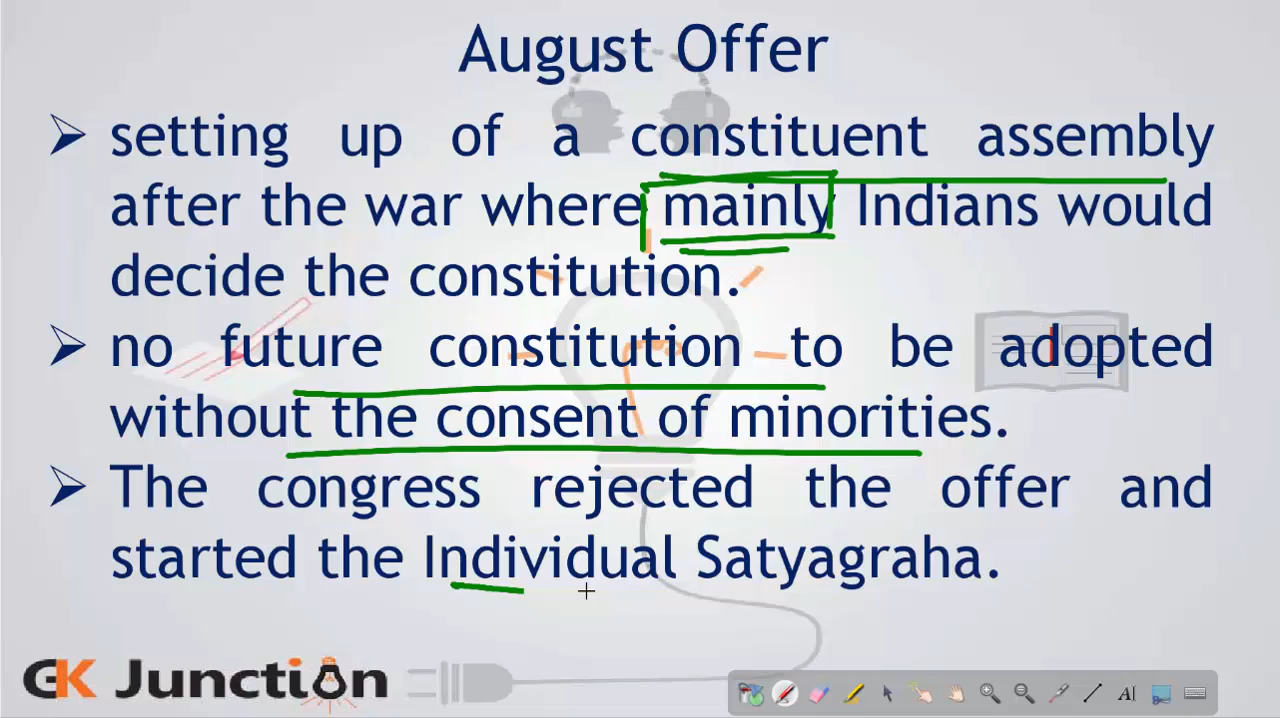 August Offer
setting up of a constituent assembly
after the war where mainly Indians would
decide the constitution.
no future constitution to be adopted
without the consent of minorities.
The congress rejected the offer and
started the Individual Satyagraha.
GK Junction
A